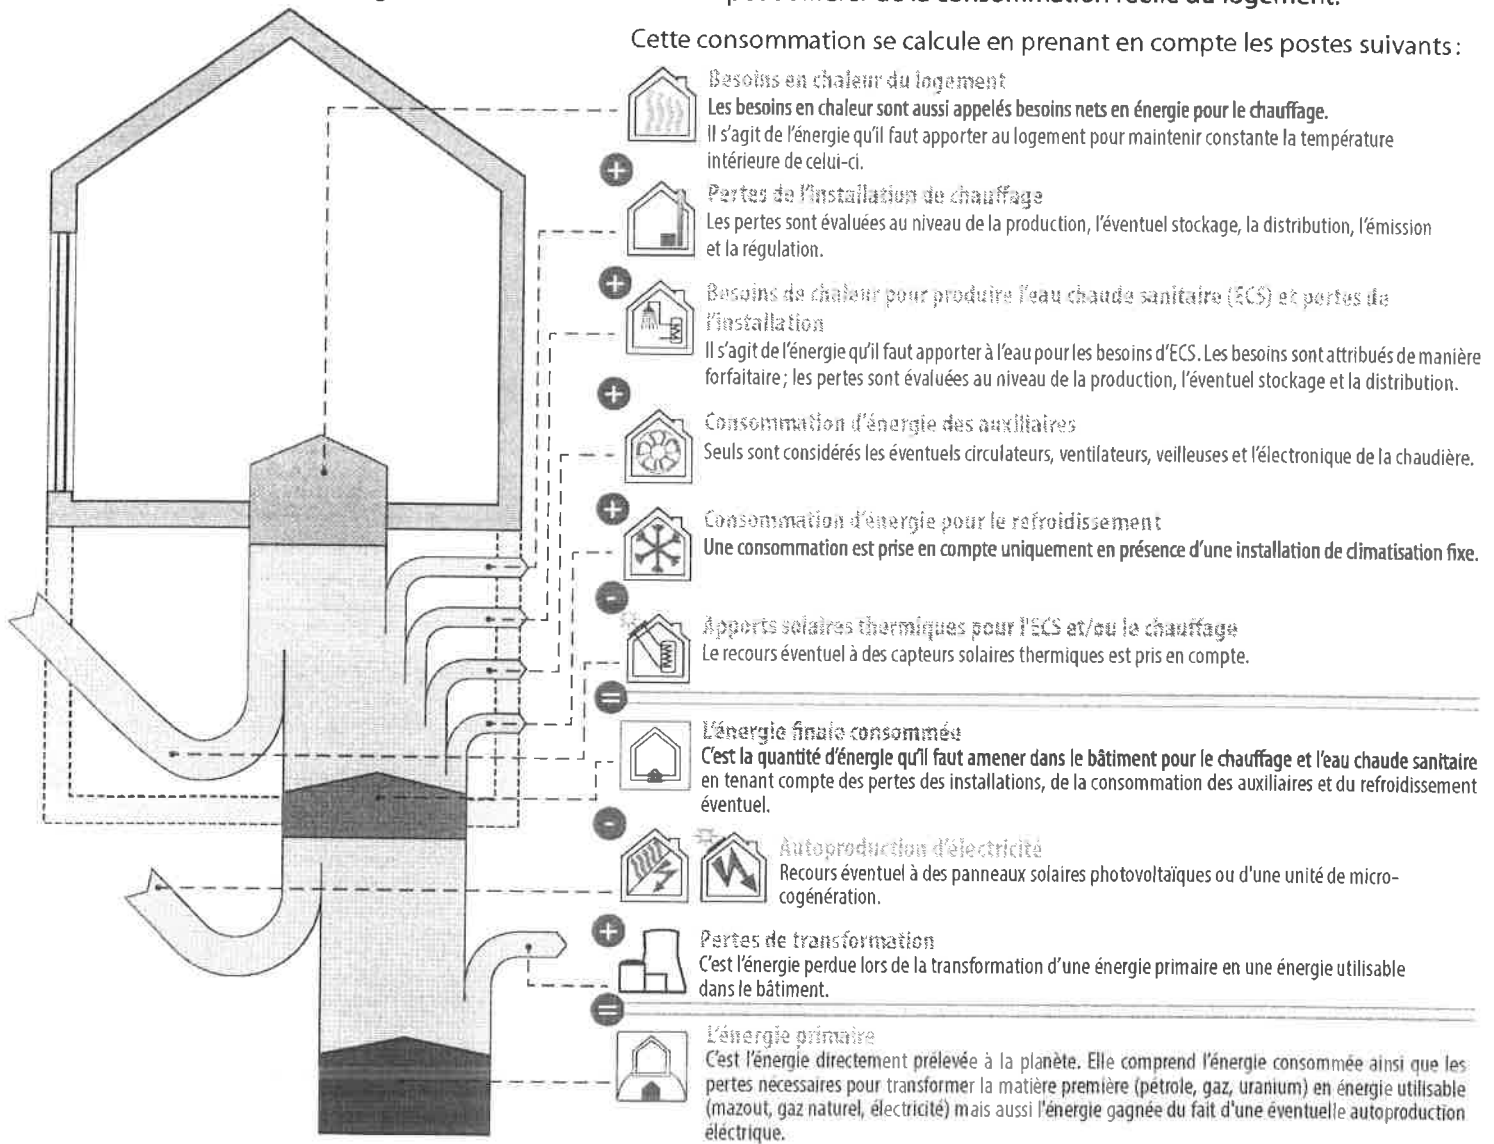 de la consommation réelle du logement.
Cette consommation se calcule en prenant en compte les postes suivants :
Besoins en chaleur du logement
Les besoins en chaleur sont aussi appelés besoins nets en énergie pour le chauffage.
Il s'agit de l'énergie qu'il faut apporter au logement pour maintenir constante la température
intérieure de celui-ci.
+
Pertes de l'installation de chauffage
Les pertes sont évaluées au niveau de la production, l'éventuel stockage, la distribution, l'émission
et la régulation.
+
Besoins de chaleur pour produire l'eau chaude sanitaire (ECS) et pertes de
l'installation
Il s'agit de l'énergie qu'il faut apporter à l'eau pour les besoins d'ECS. Les besoins sont attribués de manière
forfaitaire ; les pertes sont évaluées au niveau de la production, l'éventuel stockage et la distribution.
+
Consommation d'énergie des auxiliaires
Seuls sont considérés les éventuels circulateurs, ventilateurs, veilleuses et l'électronique de la chaudière.
+
Consommation d'énergie pour le refroidissement
Une consommation est prise en compte uniquement en présence d'une installation de climatisation fixe.
-
Apports solaires thermiques pour l'ECS et/ou le chauffage
Le recours éventuel à des capteurs solaires thermiques est pris en compte.
=
L'énergie finale consommée
C'est la quantité d'énergie qu'il faut amener dans le bâtiment pour le chauffage et l'eau chaude sanitaire
en tenant compte des pertes des installations, de la consommation des auxiliaires et du refroidissement
éventuel.
-
Autoproduction d'électricité
Recours éventuel à des panneaux solaires photovoltaïques ou d'une unité de micro-
cogénération.
+
Pertes de transformation
C'est l'énergie perdue lors de la transformation d'une énergie primaire en une énergie utilisable
dans le bâtiment.
=
L'énergie primaire
C'est l'énergie directement prélevée à la planète. Elle comprend l'énergie consommée ainsi que les
pertes nécessaires pour transformer la matière première (pétrole, gaz, uranium) en énergie utilisable
(mazout, gaz naturel, électricité) mais aussi l'énergie gagnée du fait d'une éventuelle autoproduction
électrique.